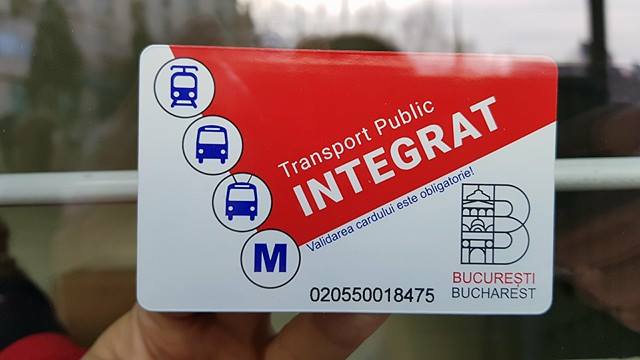 Transport Public
INTEGRAT
Validarea cardului este obligatorie!
M
B
BUCUREȘTI
BUCHAREST
020550018475